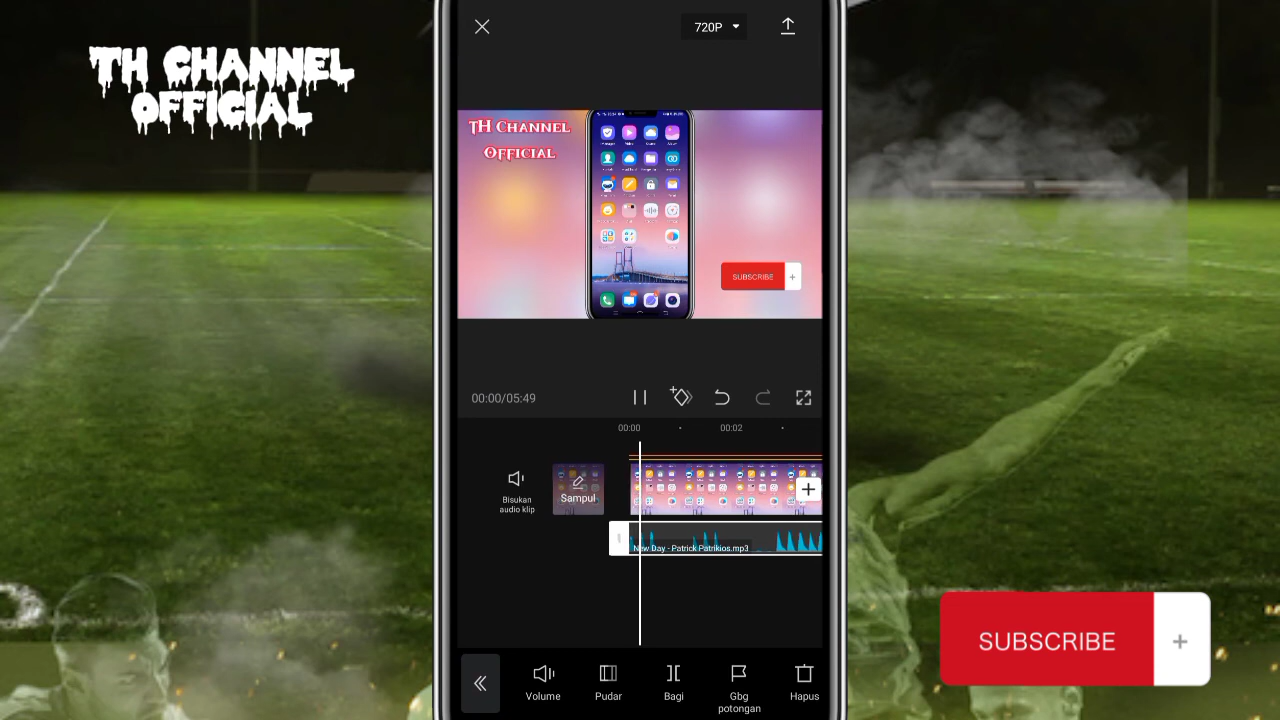 TH CHANNEL
OFFICIAL
720P
TH CHANNEL
OFFICIAL
SUBSCRIBE
+
00:00/05:49
00:00
00:02
Bisukan
audio klip
Sampul
New Day - Patrick Patrikios.mp3
Volume
Pudar
Bagi
Gbg
potongan
Hapus
SUBSCRIBE
+